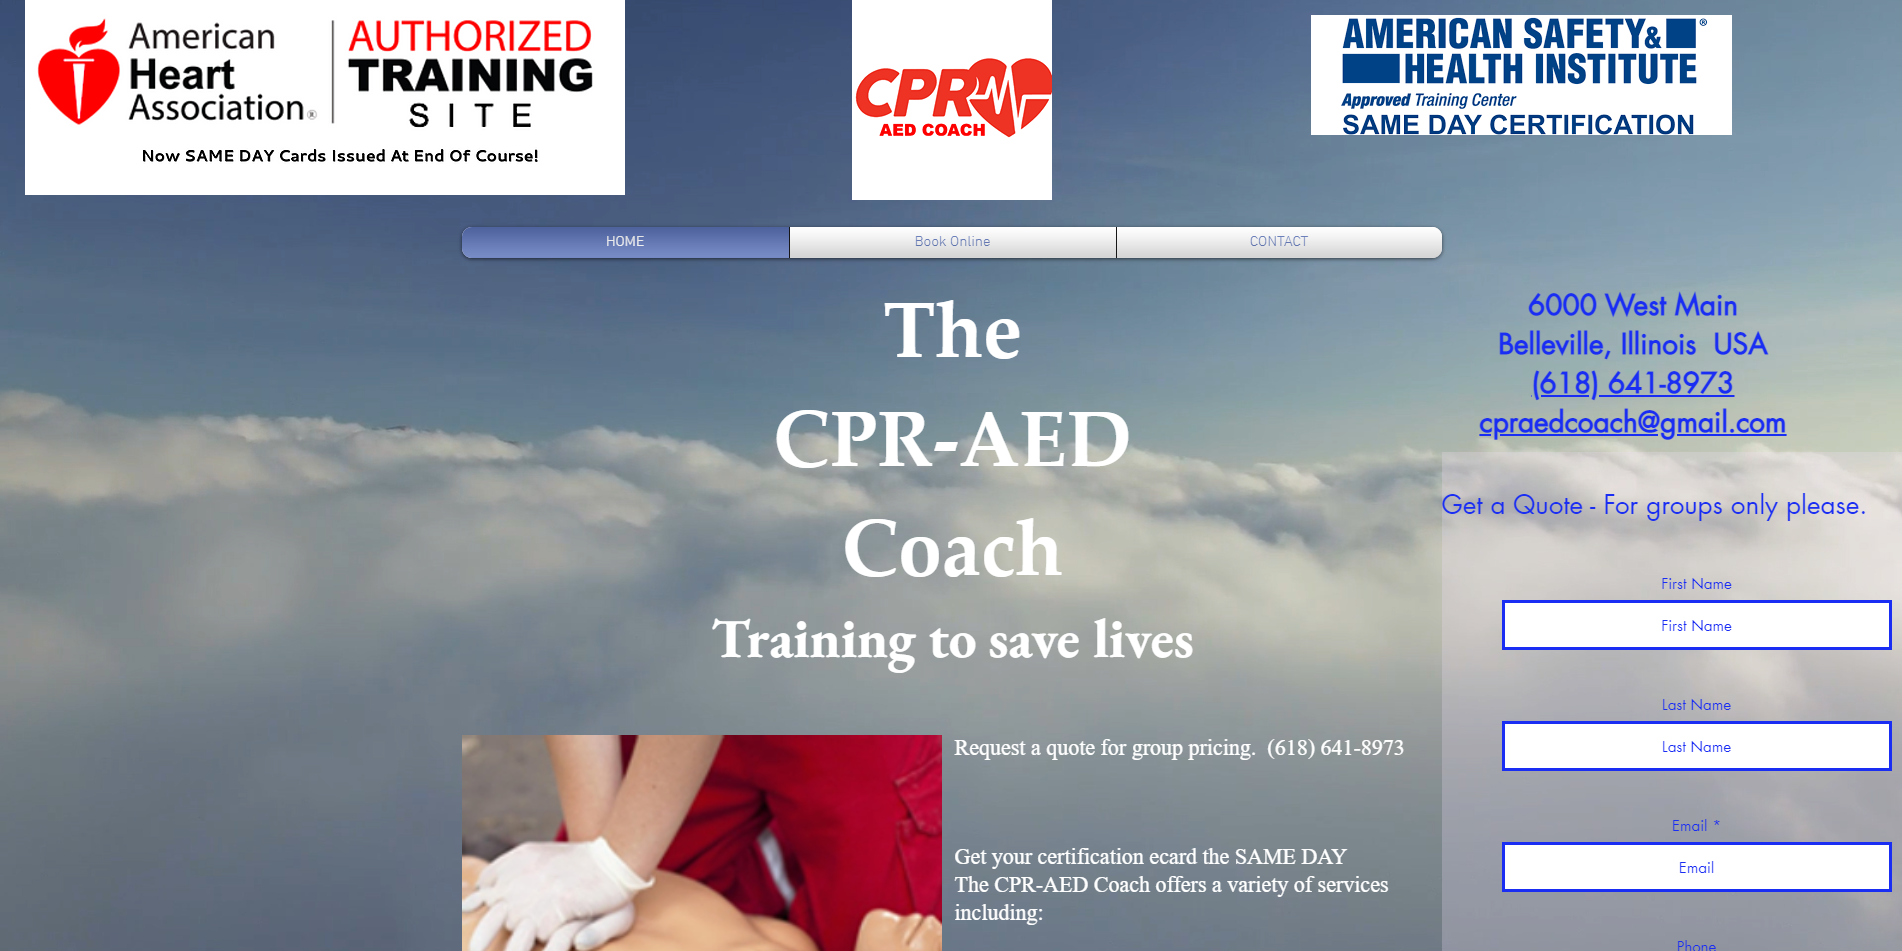 American
Heart
Association®
AUTHORIZED
TRAINING
SITE
Now SAME DAY Cards Issued At End Of Course!
CPR
AED COACH
AMERICAN SAFETY& ®
HEALTH INSTITUTE
Approved Training Center
SAME DAY CERTIFICATION
HOME
Book Online
CONTACT
The
CPR-AED
Coach
Training to save lives
6000 West Main
Belleville, Illinois  USA
(618) 641-8973
cpraedcoach@gmail.com
Get a Quote - For groups only please.
First Name
First Name
Last Name
Last Name
Email *
Email
Phone
Request a quote for group pricing.  (618) 641-8973
Get your certification ecard the SAME DAY
The CPR-AED Coach offers a variety of services
including: